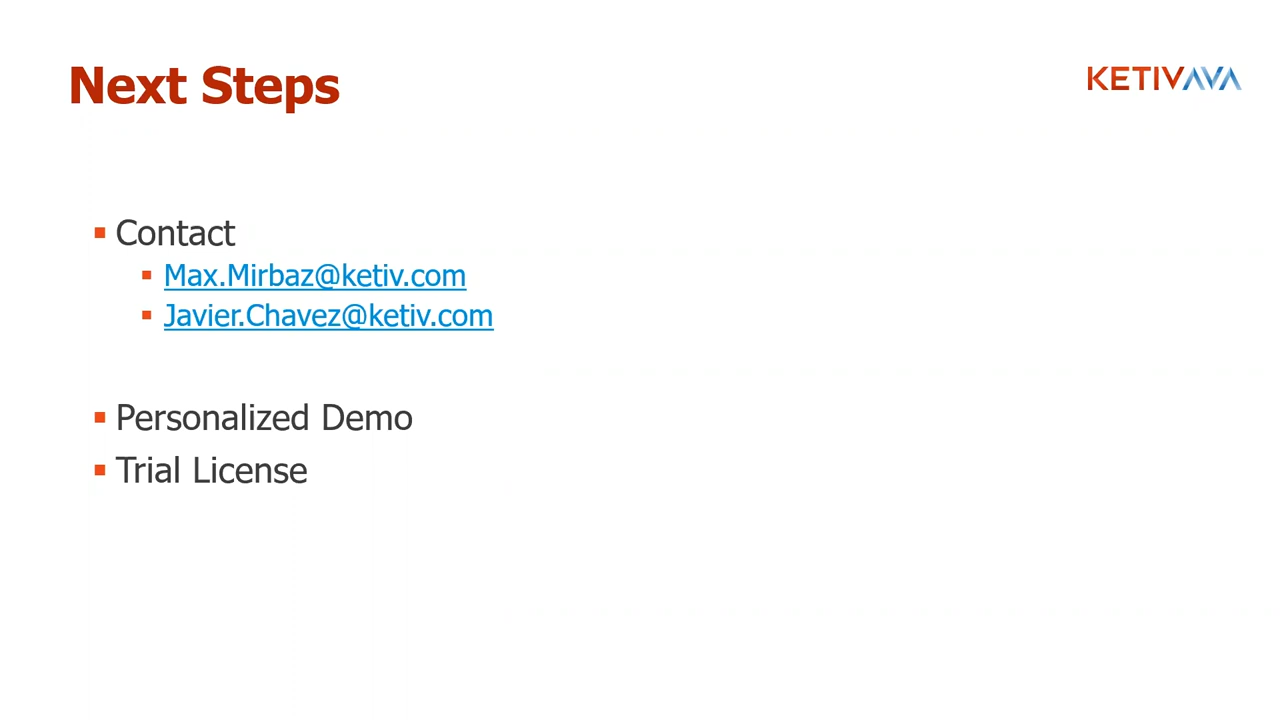 Next Steps
KETIVAVA
Contact
Max.Mirbaz@ketiv.com
Javier.Chavez@ketiv.com
Personalized Demo
Trial License